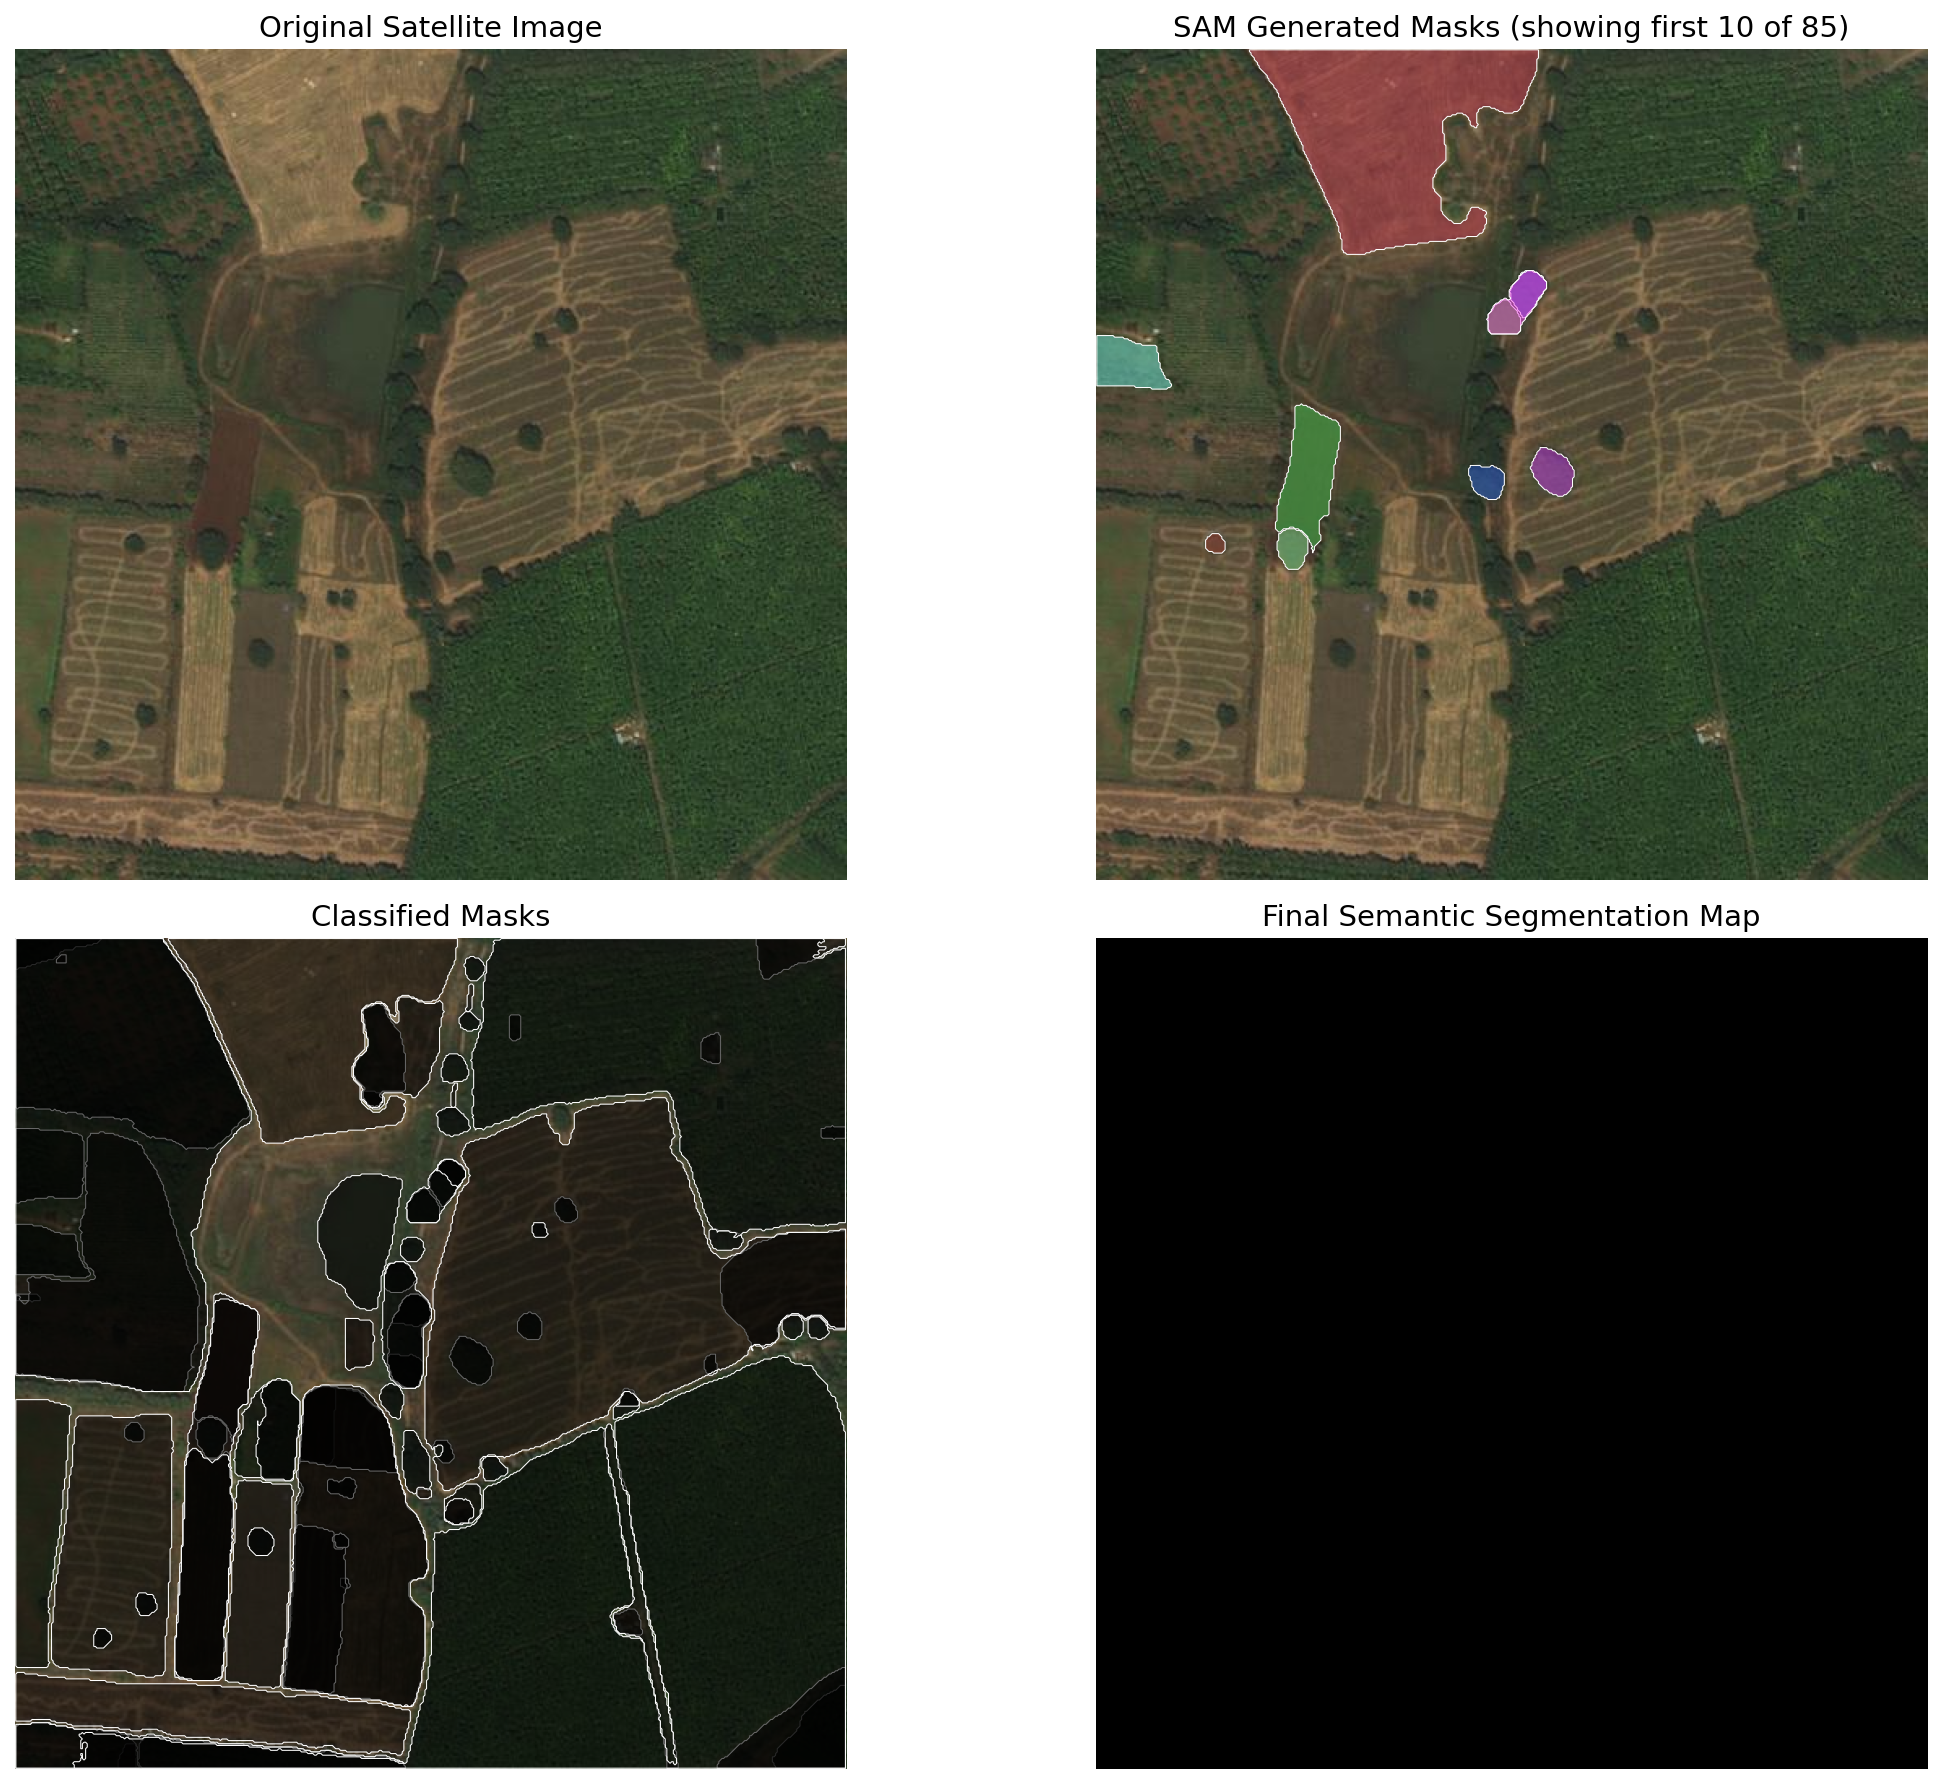 Original Satellite Image
SAM Generated Masks (showing first 10 of 85)
Classified Masks
Final Semantic Segmentation Map